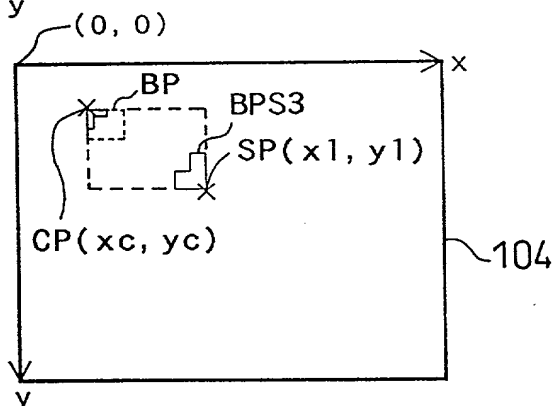 y
(0, 0)
x
BP
BPS3
SP(x1, y1)
CP(xc, yc)
104
y